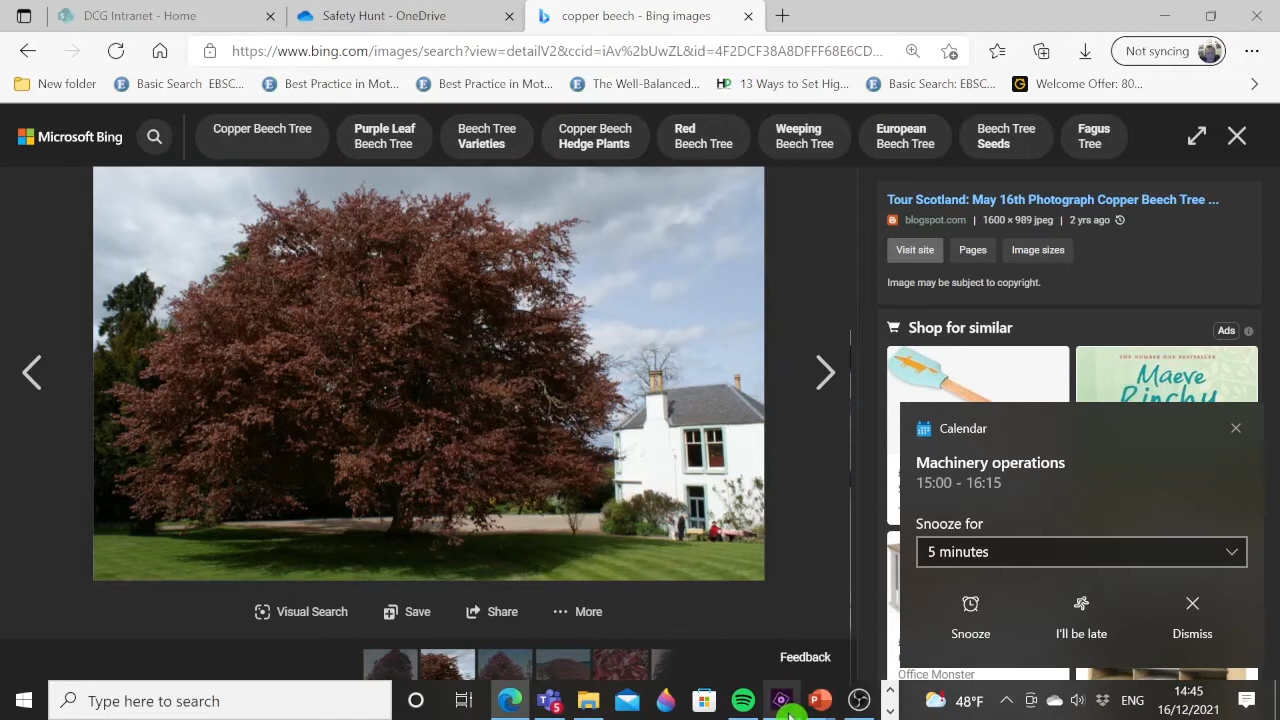 DCG Intranet - Home
Safety Hunt - OneDrive
copper beech - Bing images
https://www.bing.com/images/search?view=detailV2&ccid=iAv%2bUwZL&id=4F2DCF38A8DFFF68E6CD...
Not syncing
New folder
Basic Search: EBSC...
Best Practice in Mot...
Best Practice in Mot...
The Well-Balanced...
13 Ways to Set Hig...
Basic Search: EBSC...
Welcome Offer: 80...
Microsoft Bing
Copper Beech Tree
Purple Leaf
Beech Tree
Beech Tree
Varieties
Copper Beech
Hedge Plants
Red
Beech Tree
Weeping
Beech Tree
European
Beech Tree
Beech Tree
Seeds
Fagus
Tree
Tour Scotland: May 16th Photograph Copper Beech Tree ...
blogspot.com | 1600 × 989 jpeg | 2 yrs ago
Visit site
Pages
Image sizes
Image may be subject to copyright.
Shop for similar
Ads
THE NUMBER ONE BESTSELLER
Maeve
Binchy
Calendar
Machinery operations
15:00 - 16:15
Snooze for
5 minutes
Snooze
I'll be late
Dismiss
Visual Search
Save
Share
More
Feedback
Office Monster
Type here to search
5
48°F
ENG
14:45
16/12/2021